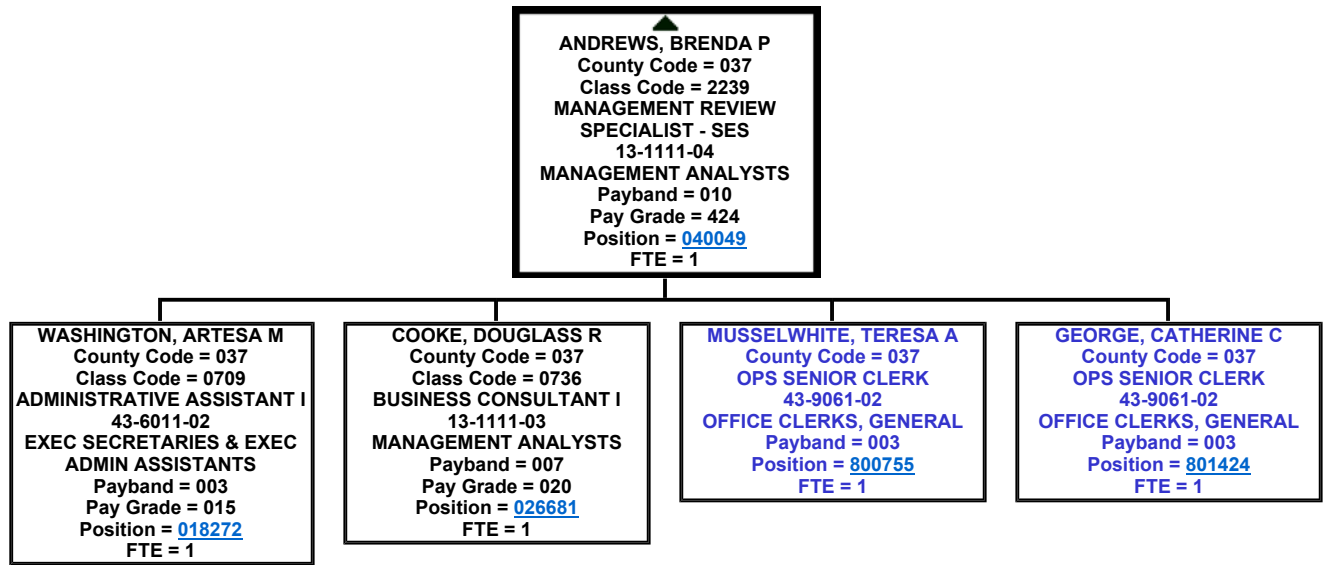 ANDREWS, BRENDA P
County Code = 037
Class Code = 2239
MANAGEMENT REVIEW
SPECIALIST - SES
13-1111-04
MANAGEMENT ANALYSTS
Payband = 010
Pay Grade = 424
Position = 040049
FTE = 1
WASHINGTON, ARTESA M
County Code = 037
Class Code = 0709
ADMINISTRATIVE ASSISTANT I
43-6011-02
EXEC SECRETARIES & EXEC
ADMIN ASSISTANTS
Payband = 003
Pay Grade = 015
Position = 018272
FTE = 1
COOKE, DOUGLASS R
County Code = 037
Class Code = 0736
BUSINESS CONSULTANT I
13-1111-03
MANAGEMENT ANALYSTS
Payband = 007
Pay Grade = 020
Position = 026681
FTE = 1
MUSSELWHITE, TERESA A
County Code = 037
OPS SENIOR CLERK
43-9061-02
OFFICE CLERKS, GENERAL
Payband = 003
Position = 800755
FTE = 1
GEORGE, CATHERINE C
County Code = 037
OPS SENIOR CLERK
43-9061-02
OFFICE CLERKS, GENERAL
Payband = 003
Position = 801424
FTE = 1